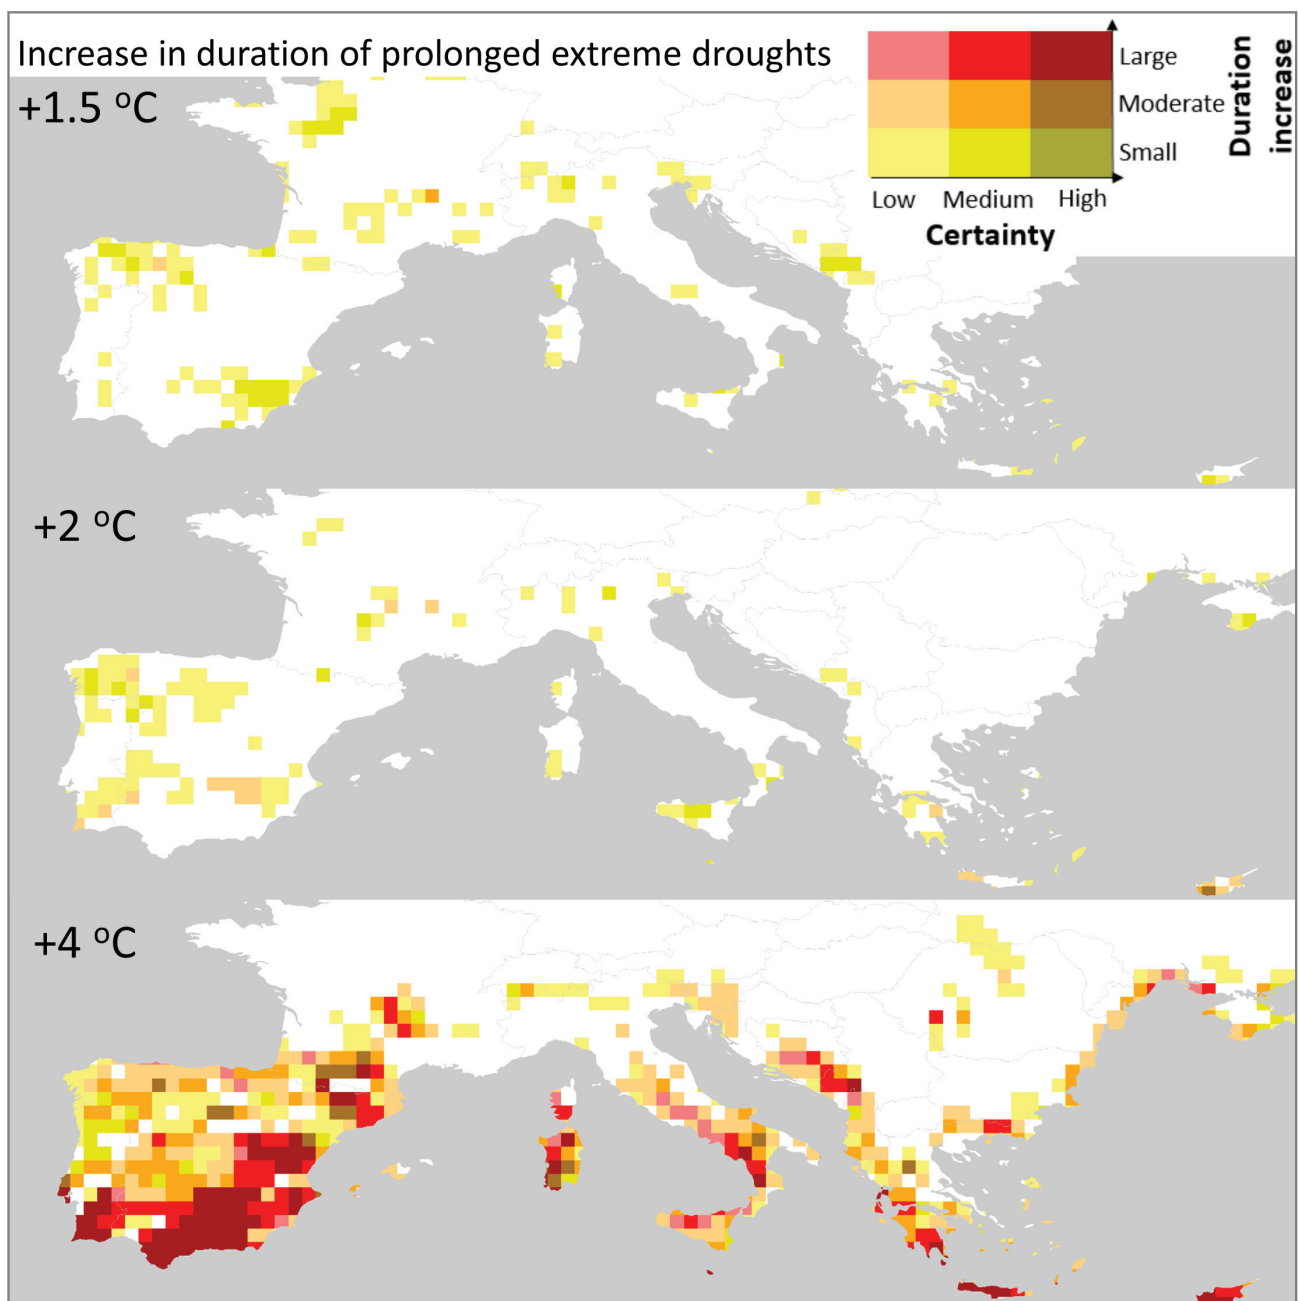 Increase in duration of prolonged extreme droughts
+1.5 °C
Large
Moderate
Small
Low Medium High
Certainty
Duration
increase
+2 °C
+4 °C